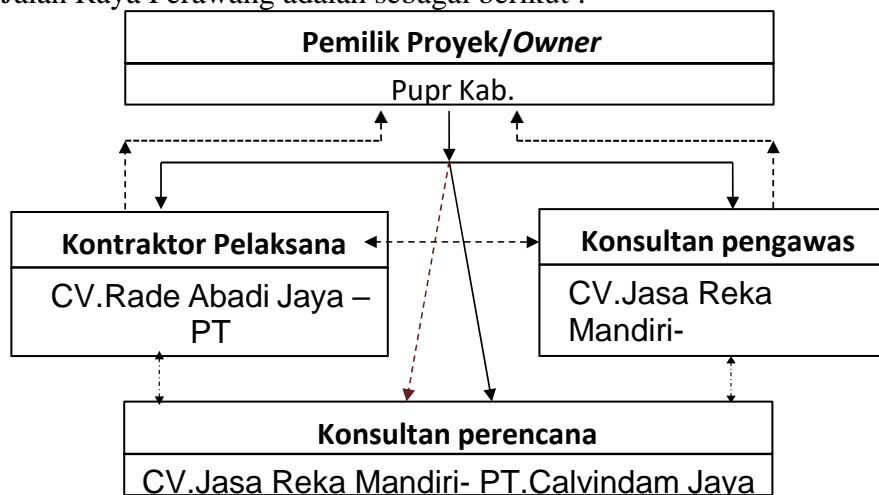 Jalan Raya Perawang adalah sebagai berikut :
Pemilik Proyek/Owner
Pupr Kab.
Kontraktor Pelaksana
CV.Rade Abadi Jaya –
PT
Konsultan pengawas
CV.Jasa Reka
Mandiri-
Konsultan perencana
CV.Jasa Reka Mandiri- PT.Calvindam Jaya